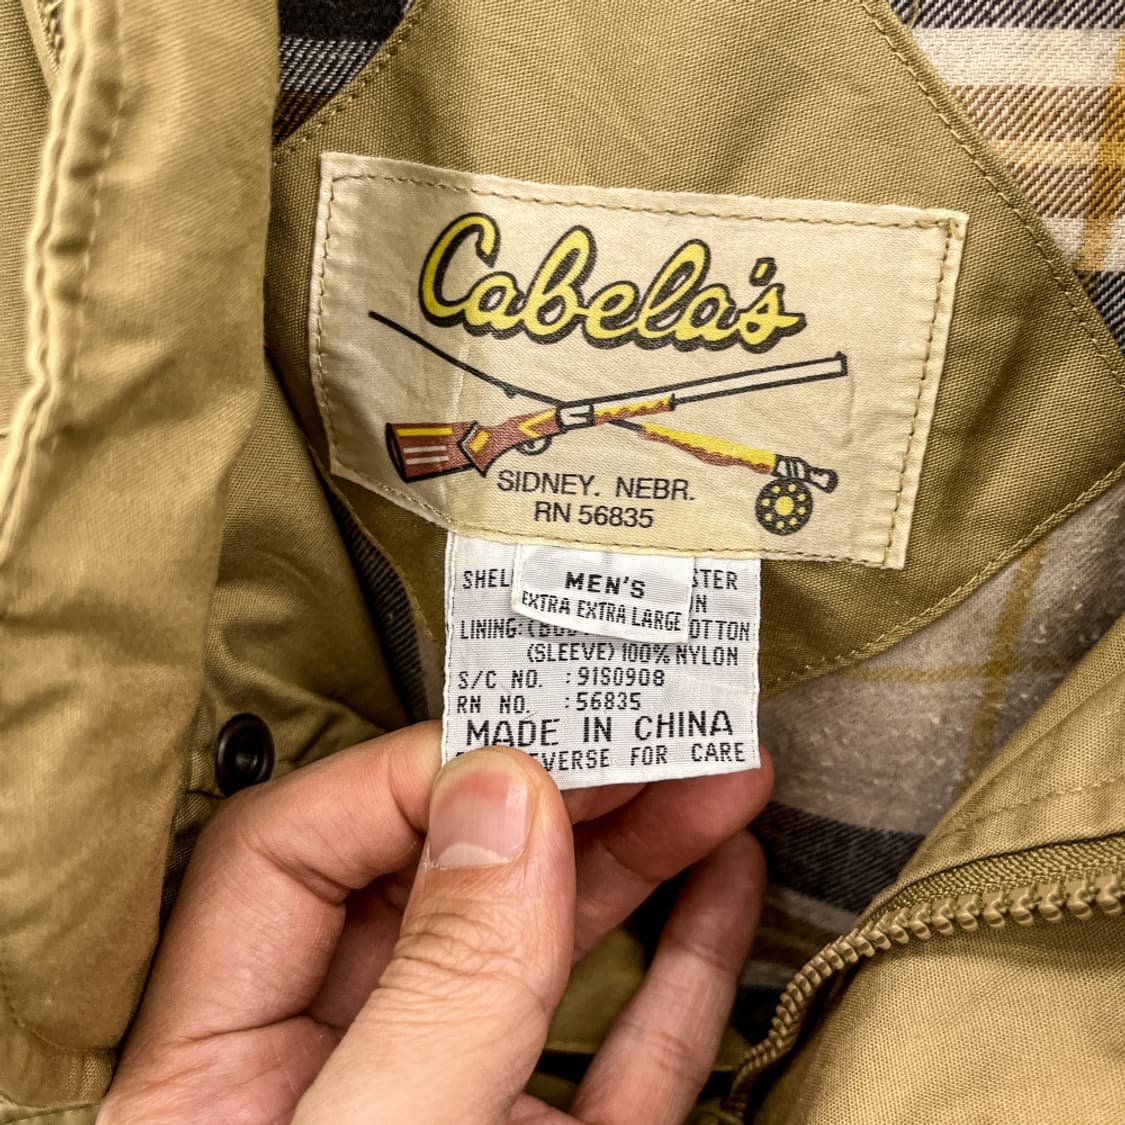 Cabela's
SIDNEY. NEBR.
RN 56835
MEN'S
EXTRA EXTRA LARGE
LINING:
(SLEEVE) 100% NYLON
S/C NO. : 91S0908
RN NO. : 56835
MADE IN CHINA
FOR CARE